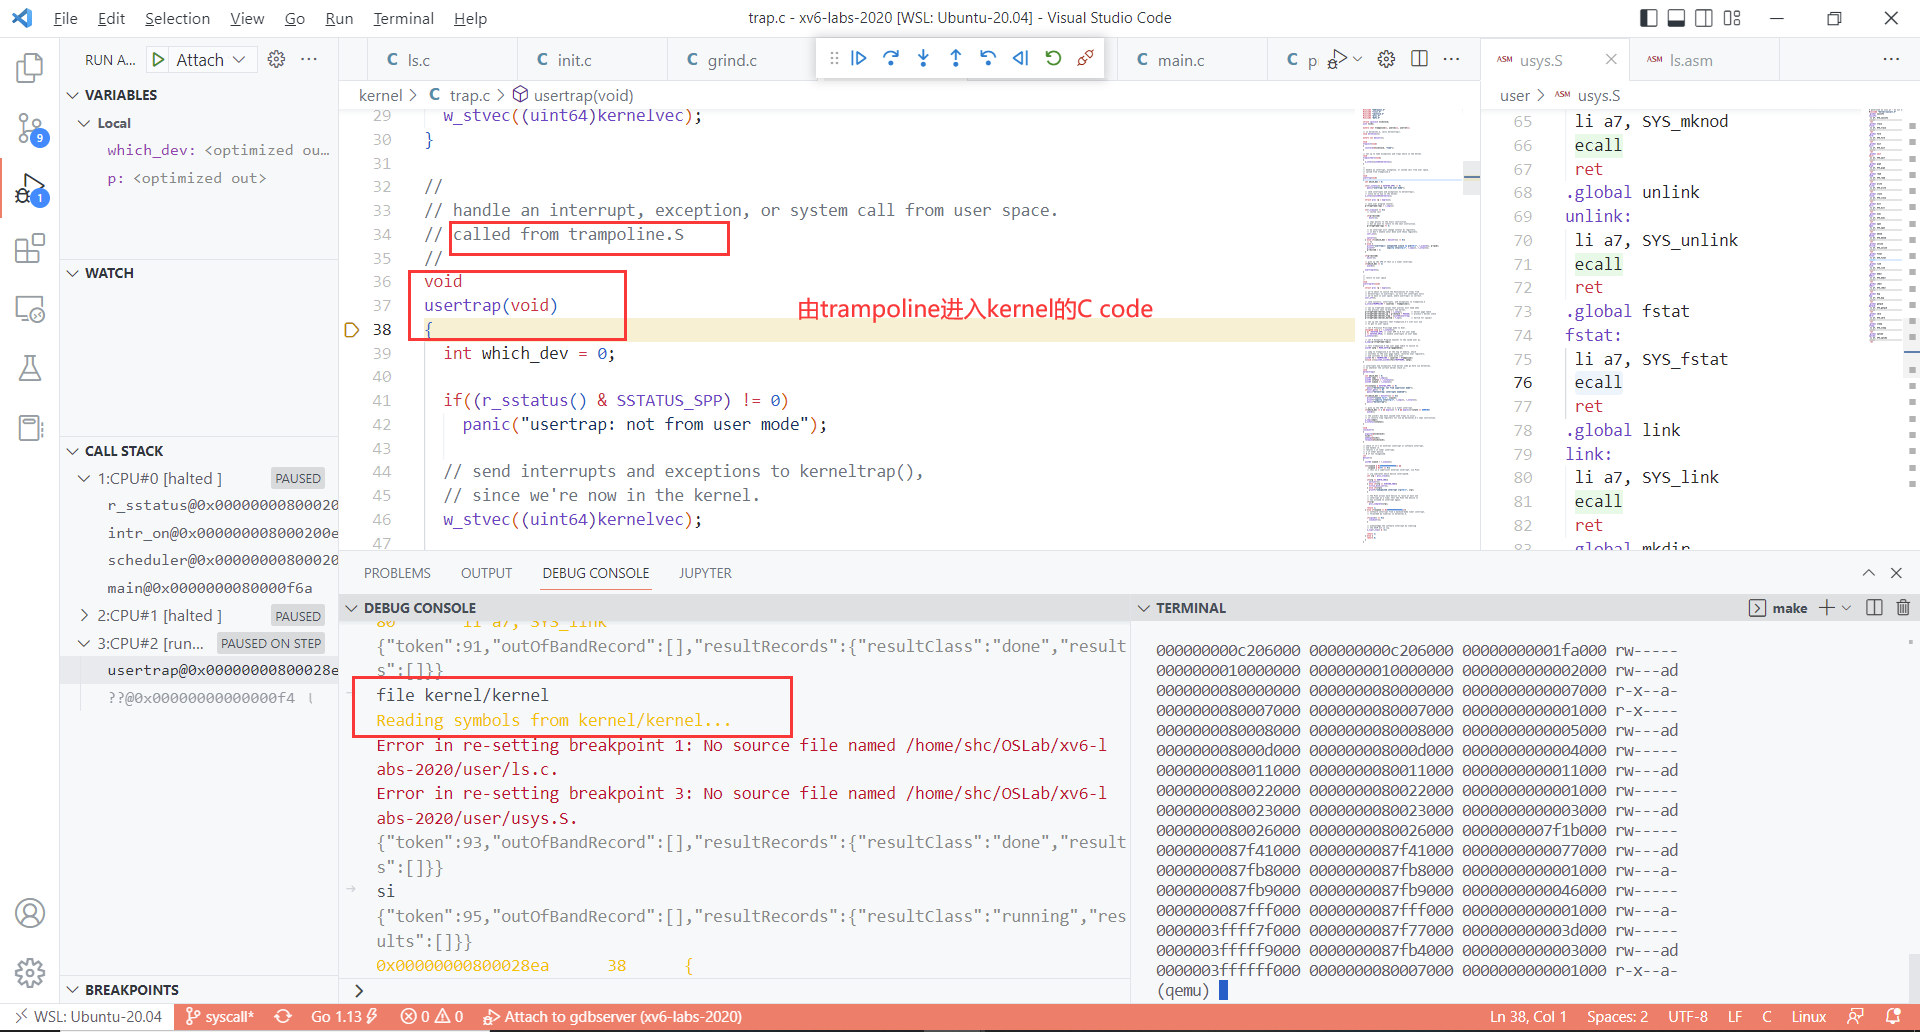 File Edit Selection View Go Run Terminal Help
trap.c - xv6-labs-2020 [WSL: Ubuntu-20.04] - Visual Studio Code
RUN A... Attach
ls.c
init.c
grind.c
main.c
usys.S
ls.asm
kernel > C trap.c > usertrap(void)
user > ASM usys.S
VARIABLES
Local
which_dev: <optimized ou...
p: <optimized out>
WATCH
CALL STACK
1:CPU#0 [halted ] PAUSED
r_sstatus@0x00000000800020
intr_on@0x000000008000200e
scheduler@0x00000000800020
main@0x0000000080000f6a
2:CPU#1 [halted ] PAUSED
3:CPU#2 [run... PAUSED ON STEP
usertrap@0x00000000800028e
??@0x00000000000000f4
BREAKPOINTS
29 w_stvec((uint64)kernelvec);
30 }
31
32 //
33 // handle an interrupt, exception, or system call from user space.
34 // called from trampoline.S
35 //
36 void
37 usertrap(void)
38 {
39 int which_dev = 0;
40
41 if((r_sstatus() & SSTATUS_SPP) != 0)
42 panic("usertrap: not from user mode");
43
44 // send interrupts and exceptions to kerneltrap(),
45 // since we're now in the kernel.
46 w_stvec((uint64)kernelvec);
47
由trampoline进入kernel的C code
65 li a7, SYS_mknod
66 ecall
67 ret
68 .global unlink
69 unlink:
70 li a7, SYS_unlink
71 ecall
72 ret
73 .global fstat
74 fstat:
75 li a7, SYS_fstat
76 ecall
77 ret
78 .global link
79 link:
80 li a7, SYS_link
81 ecall
82 ret
83 .global mkdir
PROBLEMS OUTPUT DEBUG CONSOLE JUPYTER
DEBUG CONSOLE
80 li a7, SYS_link
{"token":91,"outOfBandRecord":[],"resultRecords":{"resultClass":"done","result
s":[]}}
file kernel/kernel
Reading symbols from kernel/kernel...
Error in re-setting breakpoint 1: No source file named /home/shc/OSLab/xv6-l
abs-2020/user/ls.c.
Error in re-setting breakpoint 3: No source file named /home/shc/OSLab/xv6-l
abs-2020/user/usys.S.
{"token":93,"outOfBandRecord":[],"resultRecords":{"resultClass":"done","result
s":[]}}
si
{"token":95,"outOfBandRecord":[],"resultRecords":{"resultClass":"running","res
ults":[]}}
0x00000000800028ea 38 {
>
TERMINAL make
000000000c206000 000000000c206000 00000000001fa000 rw-----
0000000010000000 0000000010000000 0000000000002000 rw---ad
0000000080000000 0000000080000000 0000000000007000 r-x--a-
0000000080007000 0000000080007000 0000000000001000 r-x----
0000000080008000 0000000080008000 0000000000005000 rw---ad
000000008000d000 000000008000d000 0000000000004000 rw-----
0000000080011000 0000000080011000 0000000000011000 rw---ad
0000000080022000 0000000080022000 0000000000001000 rw-----
0000000080023000 0000000080023000 0000000000003000 rw---ad
0000000080026000 0000000080026000 0000000007f1b000 rw-----
0000000087f41000 0000000087f41000 0000000000077000 rw---ad
0000000087fb8000 0000000087fb8000 0000000000001000 rw---a-
0000000087fb9000 0000000087fb9000 0000000000046000 rw-----
0000000087fff000 0000000087fff000 0000000000001000 rw---a-
0000003ffff7f000 0000000087f77000 000000000003d000 rw-----
0000003fffff9000 0000000087fb4000 0000000000003000 rw---ad
0000003ffffff000 0000000080007000 0000000000001000 r-x--a-
(qemu)
WSL: Ubuntu-20.04 syscall* Go 1.13 0 0 Attach to gdbserver (xv6-labs-2020) Ln 38, Col 1 Spaces: 2 UTF-8 LF C Linux